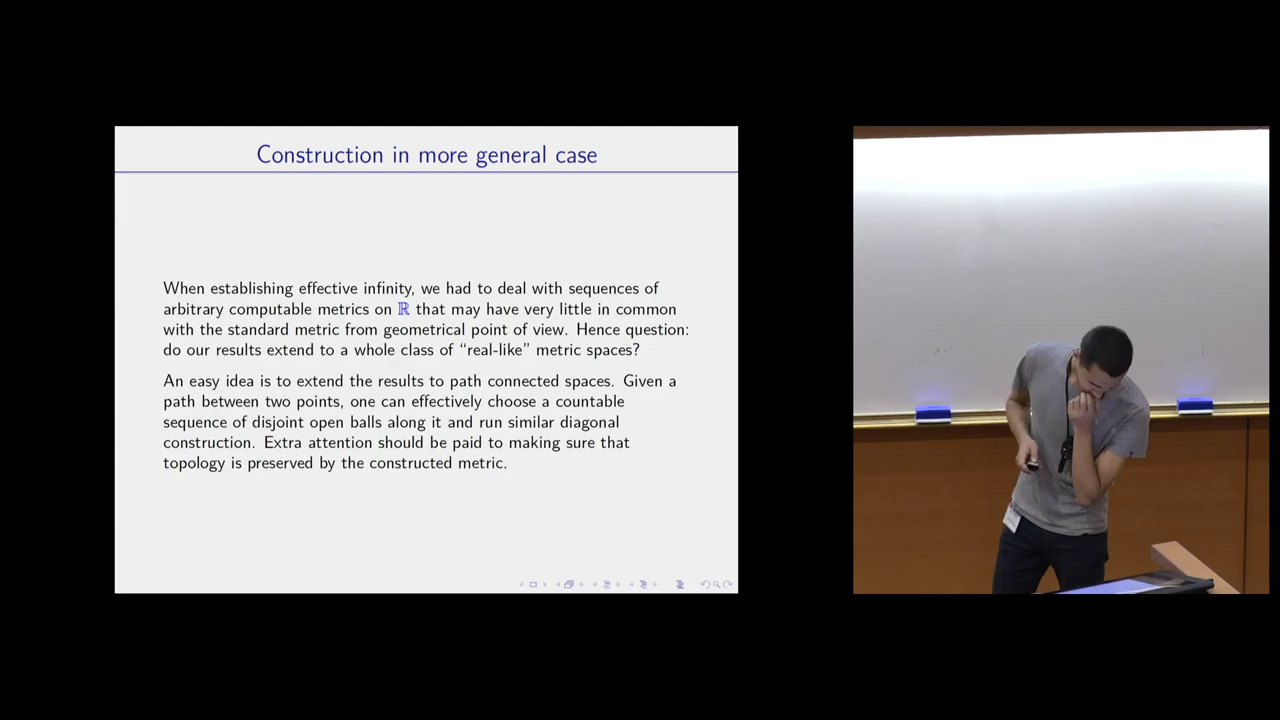 Construction in more general case
When establishing effective infinity, we had to deal with sequences of
arbitrary computable metrics on ℝ that may have very little in common
with the standard metric from geometrical point of view. Hence question:
do our results extend to a whole class of “real-like” metric spaces?
An easy idea is to extend the results to path connected spaces. Given a
path between two points, one can effectively choose a countable
sequence of disjoint open balls along it and run similar diagonal
construction. Extra attention should be paid to making sure that
topology is preserved by the constructed metric.